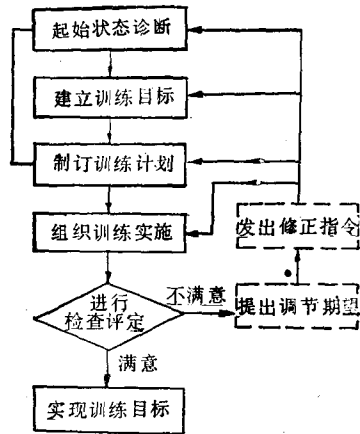 起始状态诊断
建立训练目标
制订训练计划
组织训练实施
发出修正指令
进行
检查评定
不满意
提出调节期望
满意
实现训练目标